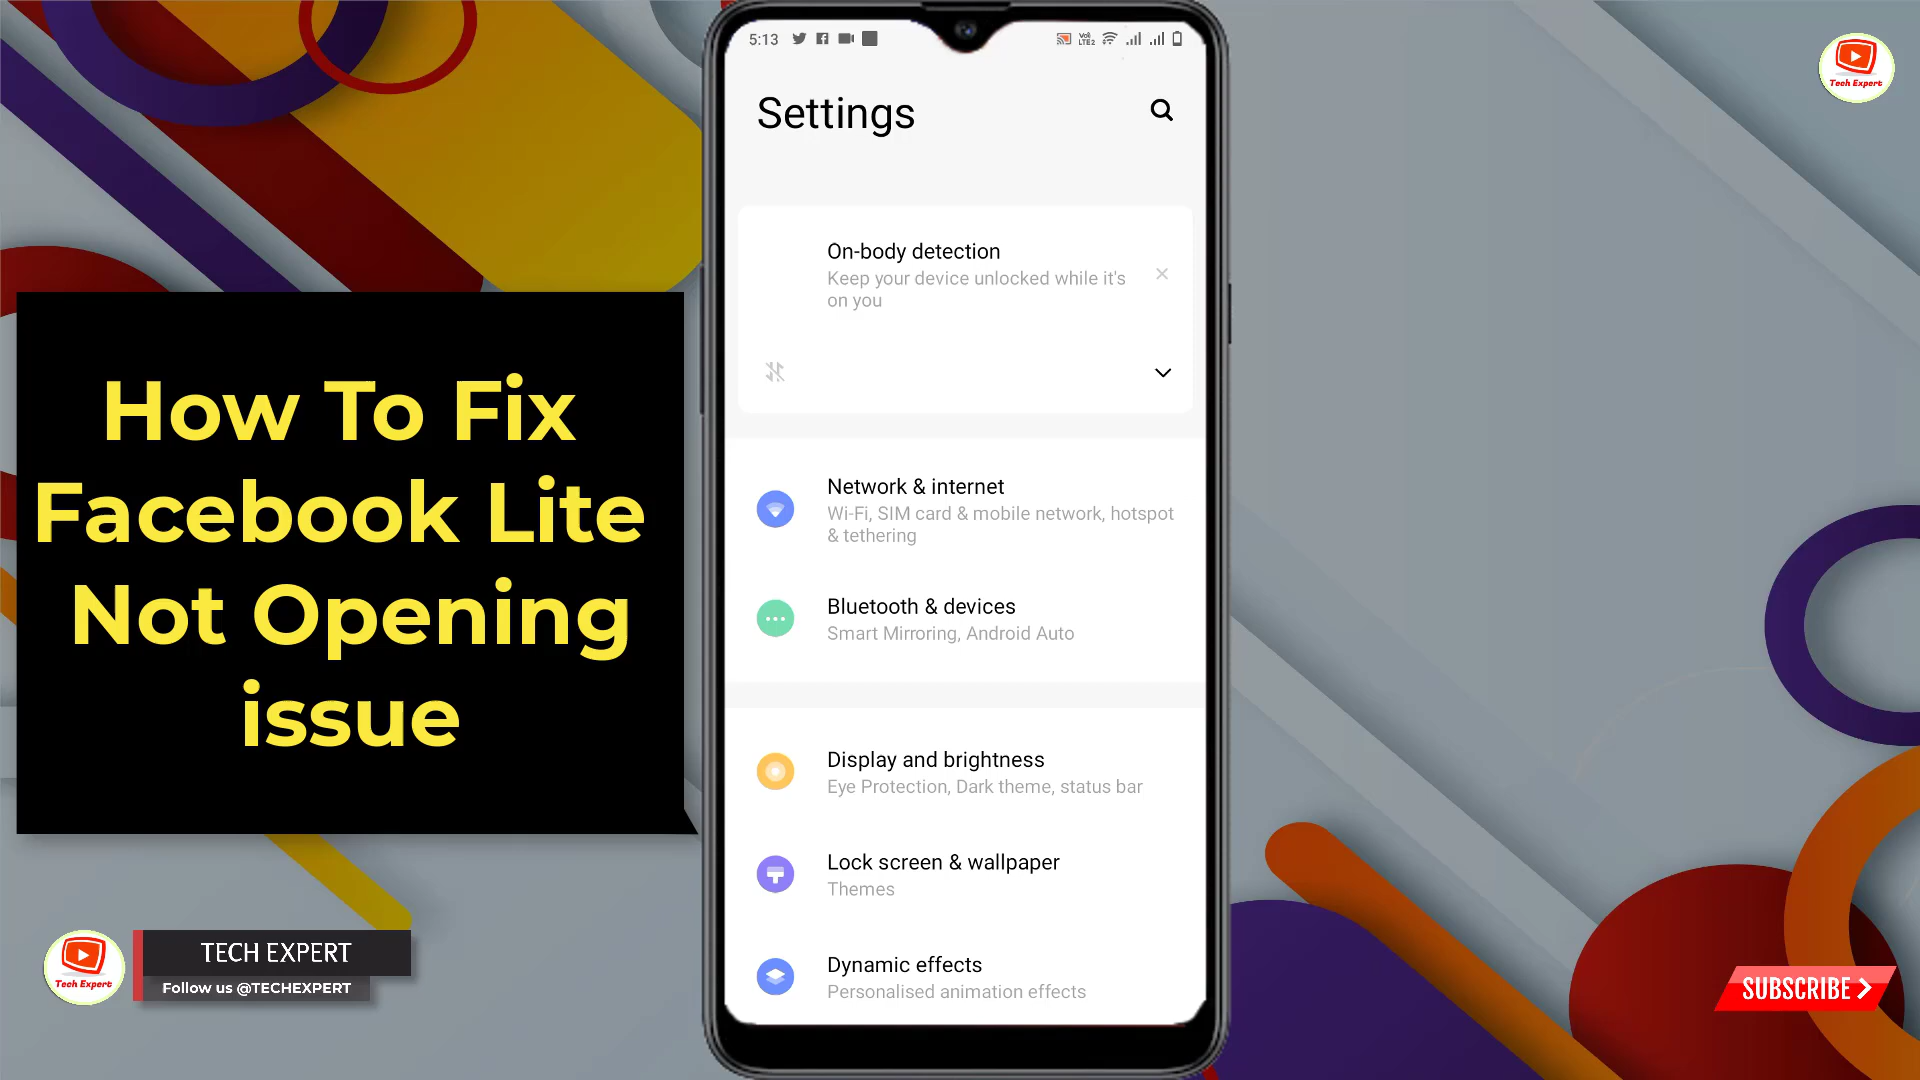 5:13
VoI
LTE2
Settings
On-body detection
Keep your device unlocked while it's
on you
Network & internet
Wi-Fi, SIM card & mobile network, hotspot
& tethering
Bluetooth & devices
Smart Mirroring, Android Auto
Display and brightness
Eye Protection, Dark theme, status bar
Lock screen & wallpaper
Themes
Dynamic effects
Personalised animation effects
How To Fix
Facebook Lite
Not Opening
issue
Tech Expert
TECH EXPERT
Follow us @TECHEXPERT
Tech Expert
SUBSCRIBE